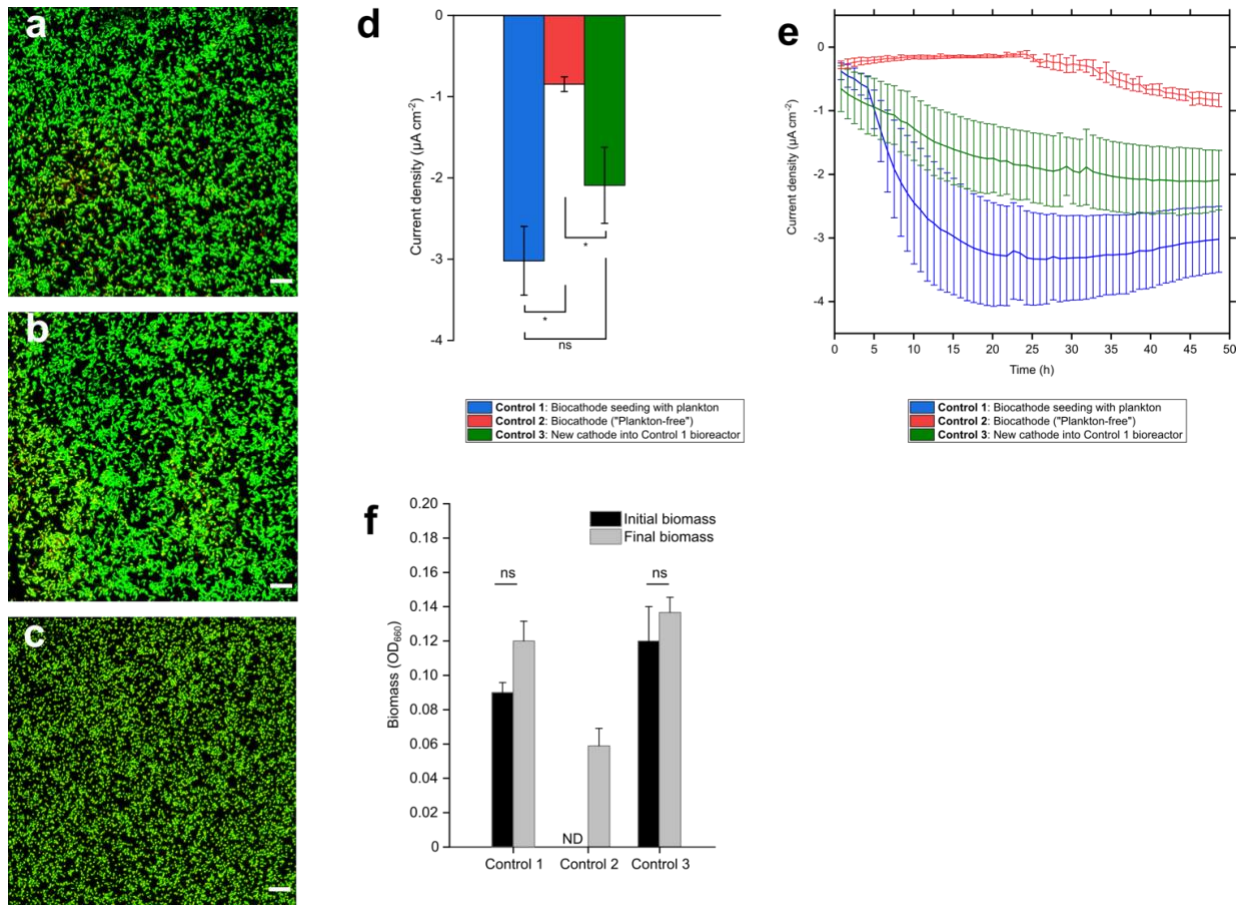 a
b
c
d
0
-1
-2
-3
-4
Current density (µA cm⁻²)
*
*
ns
Control 1: Biocathode seeding with plankton
Control 2: Biocathode ("Plankton-free")
Control 3: New cathode into Control 1 bioreactor
e
0
-1
-2
-3
-4
Current density (µA cm⁻²)
0 5 10 15 20 25 30 35 40 45 50
Time (h)
Control 1: Biocathode seeding with plankton
Control 2: Biocathode ("Plankton-free")
Control 3: New cathode into Control 1 bioreactor
f
0.20
0.18
0.16
0.14
0.12
0.10
0.08
0.06
0.04
0.02
0
Biomass (OD₆₆₀)
Initial biomass
Final biomass
ns
ns
ND
Control 1 Control 2 Control 3